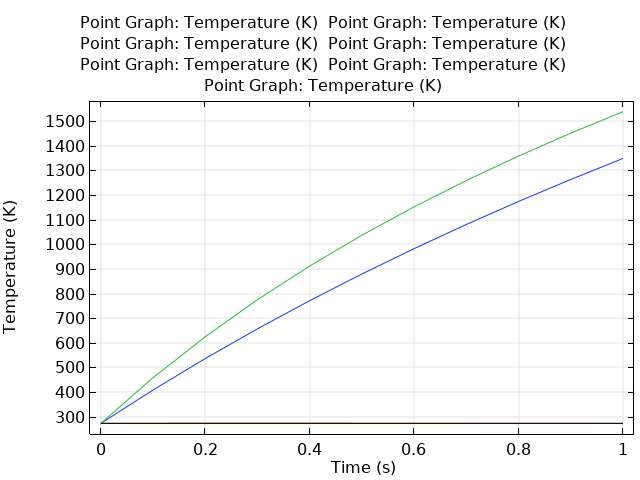 Point Graph: Temperature (K) Point Graph: Temperature (K)
Point Graph: Temperature (K) Point Graph: Temperature (K)
Point Graph: Temperature (K) Point Graph: Temperature (K)
Point Graph: Temperature (K)
Temperature (K)
1500
1400
1300
1200
1100
1000
900
800
700
600
500
400
300
0 0.2 0.4 0.6 0.8 1
Time (s)